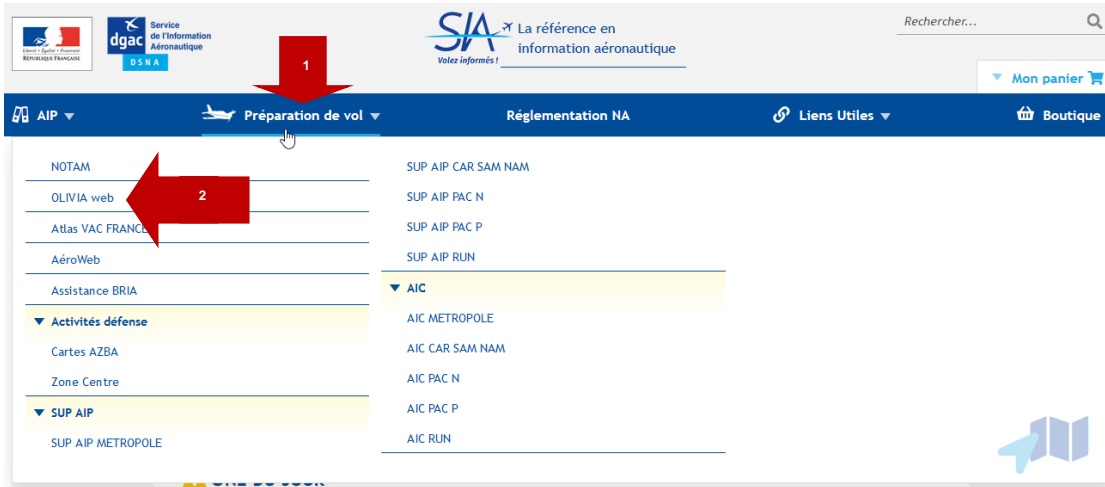 Liberté • Égalité • Fraternité
RÉPUBLIQUE FRANÇAISE
dgac
DSNA
Service
de l'Information
Aéronautique
SIA
Volez informés !
La référence en
information aéronautique
Rechercher...
Mon panier
1
AIP
Préparation de vol
Réglementation NA
Liens Utiles
Boutique
NOTAM
OLIVIA web
2
Atlas VAC FRANCE
AéroWeb
Assistance BRIA
Activités défense
Cartes AZBA
Zone Centre
SUP AIP
SUP AIP METROPOLE
SUP AIP CAR SAM NAM
SUP AIP PAC N
SUP AIP PAC P
SUP AIP RUN
AIC
AIC METROPOLE
AIC CAR SAM NAM
AIC PAC N
AIC PAC P
AIC RUN